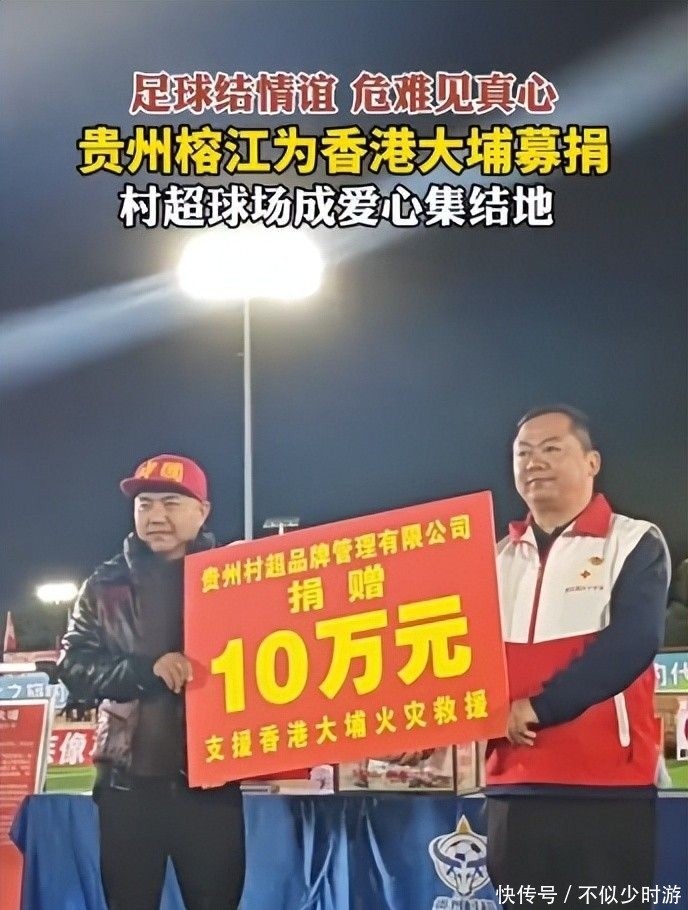 足球结情谊 危难见真心
贵州榕江为香港大埔募捐
村超球场成爱心集结地
中国
贵州村超品牌管理有限公司
捐赠
10万元
支援香港大埔火灾救援
快传号 / 不似少时游